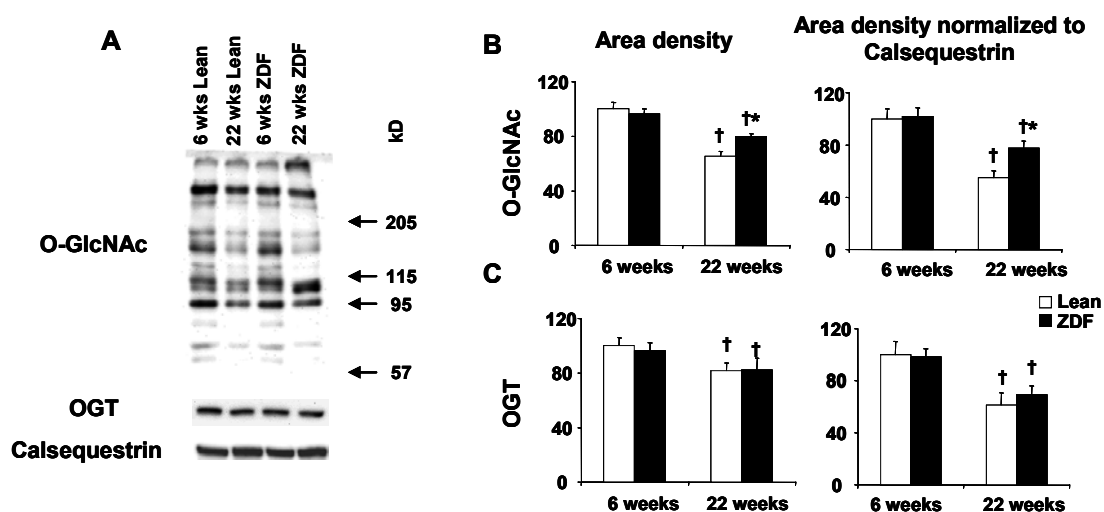 A
6 wks Lean
22 wks Lean
6 wks ZDF
22 wks ZDF
kD
O-GlcNAc
205
115
95
57
OGT
Calsequestrin
B
Area density
Area density normalized to
Calsequestrin
O-GlcNAc
120
80
40
0
†
†*
6 weeks
22 weeks
120
80
40
0
†
†*
6 weeks
22 weeks
C
Lean
ZDF
OGT
120
80
40
0
†
†
6 weeks
22 weeks
120
80
40
0
†
†
6 weeks
22 weeks